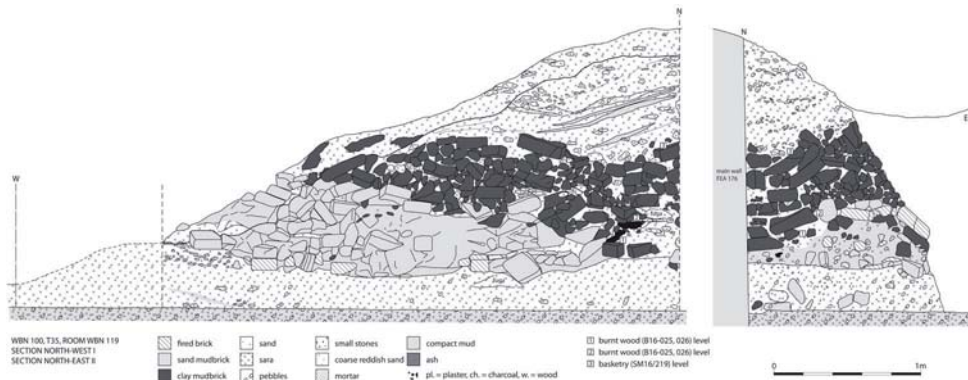 W
N
N
E
main wall
FEA 176
WBN 100, T35, ROOM WBN 119
SECTION NORTH-WEST I
SECTION NORTH-EAST II
fired brick
sand mudbrick
clay mudbrick
sand
sara
pebbles
small stones
coarse reddish sand
mortar
compact mud
ash
pl. = plaster, ch. = charcoal, w. = wood
1 burnt wood (B16-025, 026) level
2 burnt wood (B16-025, 026) level
3 basketry (SM16/219) level
0 1m